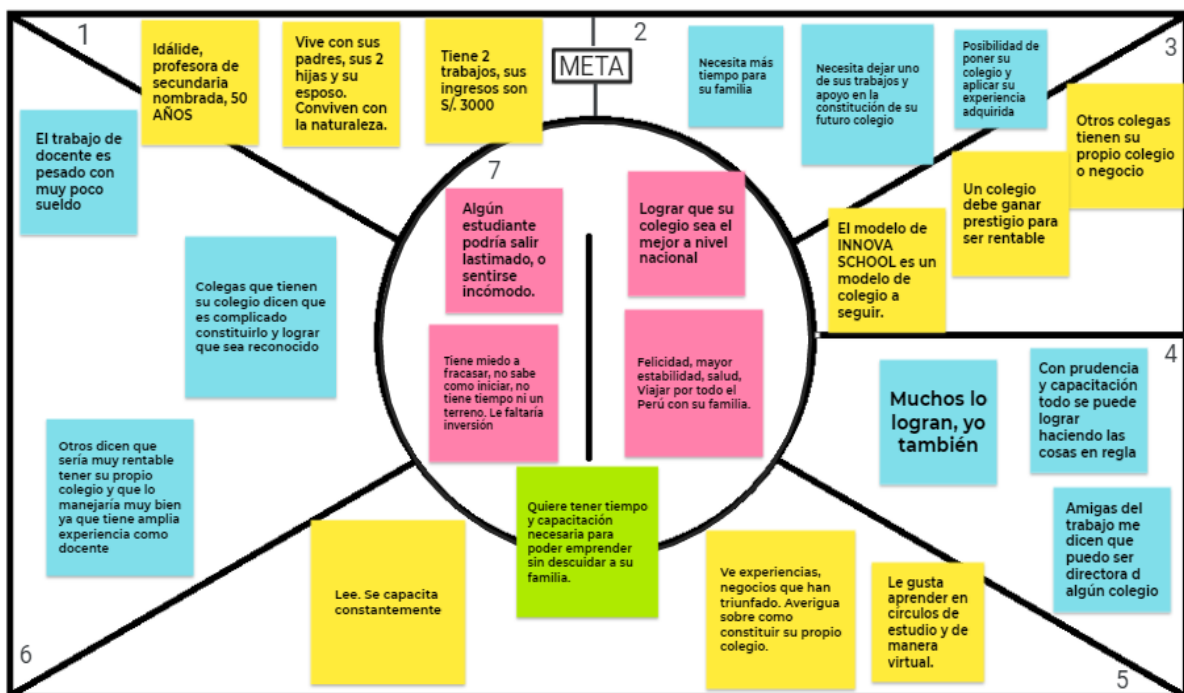 1
Idálide,
profesora de
secundaria
nombrada, 50
AÑOS
Vive con sus
padres, sus 2
hijas y su
esposo.
Conviven con
la naturaleza.
Tiene 2
trabajos, sus
ingresos son
S/. 3000
META
2
Necesita más
tiempo para
su familia
Necesita dejar uno
de sus trabajos y
apoyo en la
constitución de su
futuro colegio
Posibilidad de
poner su
colegio y
aplicar su
experiencia
adquirida
3
Otros colegas
tienen su
propio colegio
o negocio
Un colegio
debe ganar
prestigio para
ser rentable
El modelo de
INNOVA
SCHOOL es un
modelo de
colegio a
seguir.
El trabajo de
docente es
pesado con
muy poco
sueldo
Colegas que tienen
su colegio dicen que
es complicado
constituirlo y lograr
que sea reconocido
Otros dicen que
sería muy rentable
tener su propio
colegio y que lo
manejaría muy bien
ya que tiene amplia
experiencia como
docente
7
Algún
estudiante
podría salir
lastimado, o
sentirse
incómodo.
Lograr que su
colegio sea el
mejor a nivel
nacional
Tiene miedo a
fracasar, no sabe
como iniciar, no
tiene tiempo ni un
terreno. Le faltaría
inversión
Felicidad, mayor
estabilidad, salud,
Viajar por todo el
Perú con su familia.
Quiere tener tiempo
y capacitación
necesaria para
poder emprender
sin descuidar a su
familia.
4
Muchos lo
logran, yo
también
Con prudencia
y capacitación
todo se puede
lograr
haciendo las
cosas en regla
Amigas del
trabajo me
dicen que
puedo ser
directora d
algún colegio
Lee. Se capacita
constantemente
Ve experiencias,
negocios que han
triunfado. Averigua
sobre como
constituir su propio
colegio.
Le gusta
aprender en
círculos de
estudio y de
manera
virtual.
5
6